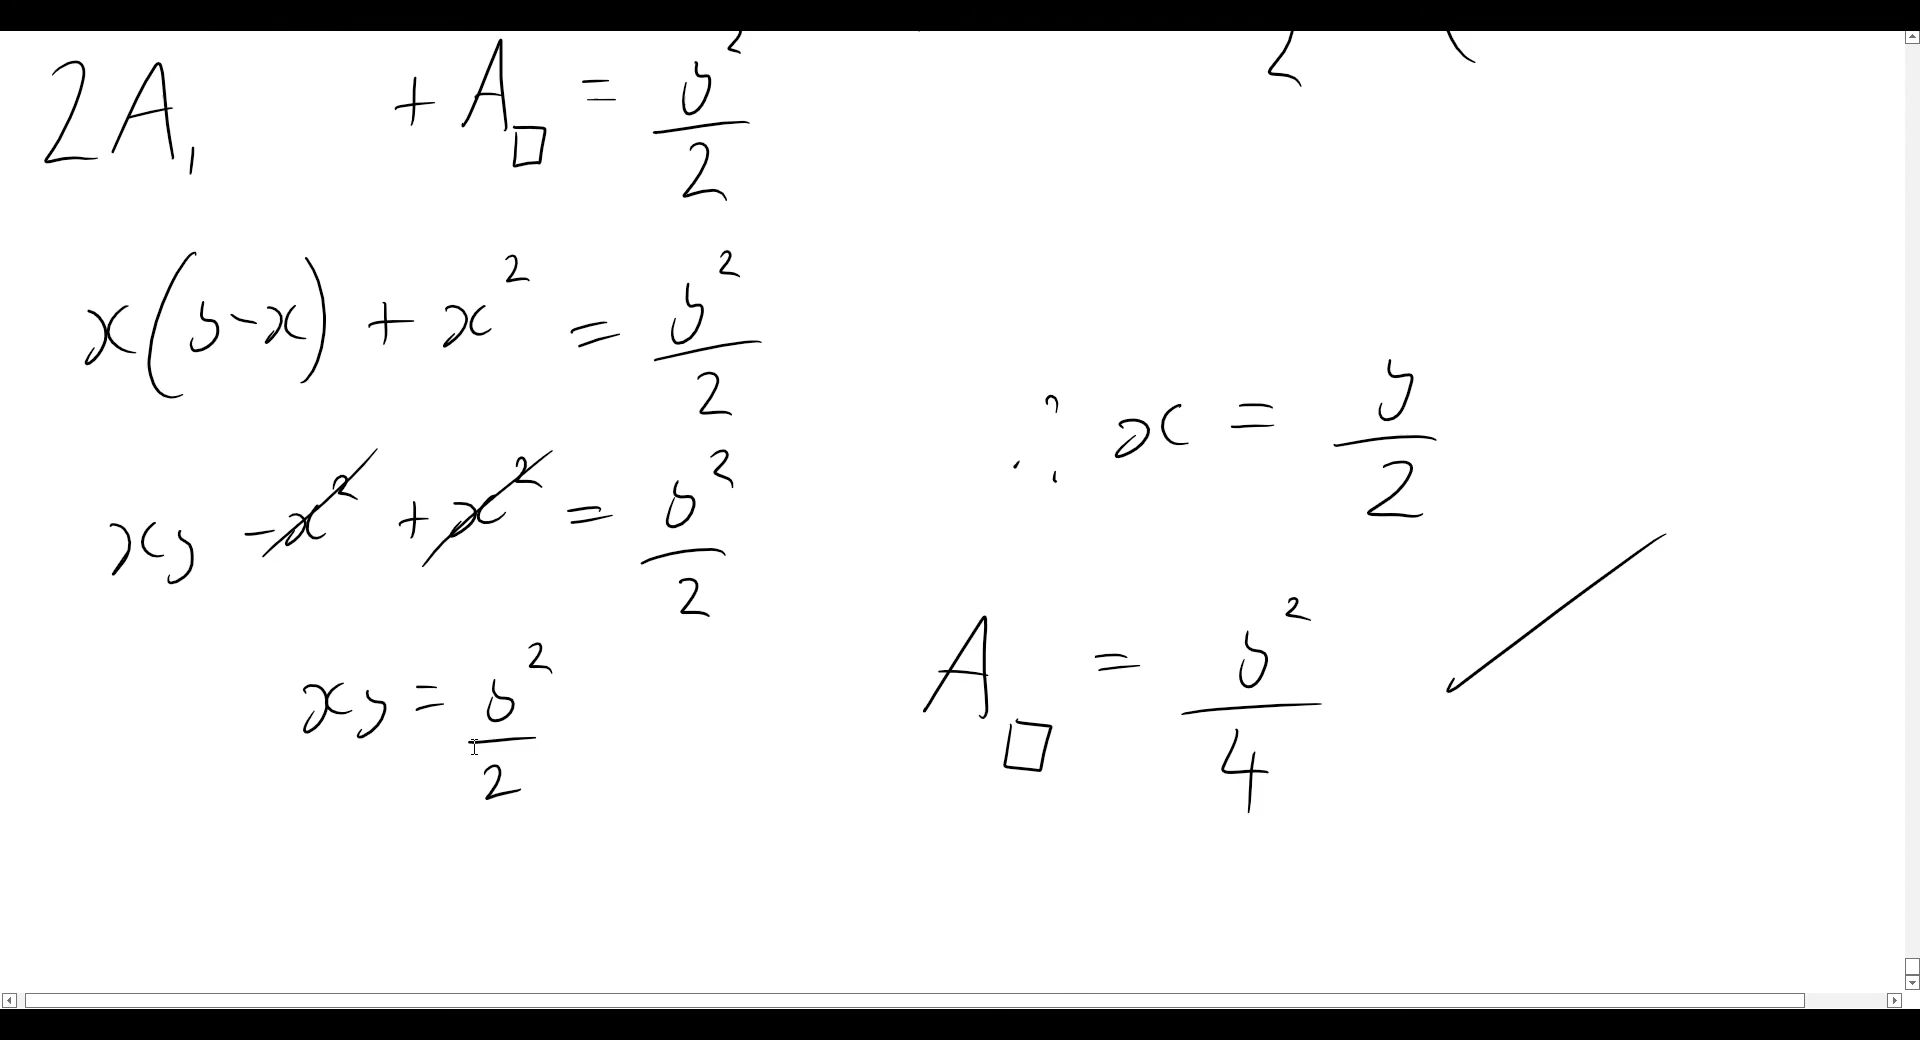 2A₁ + A□ = y²/2
x(y-x) + x² = y²/2
xy - x² + x² = y²/2
xy = y²/2
∴ x = y/2
A□ = y²/4